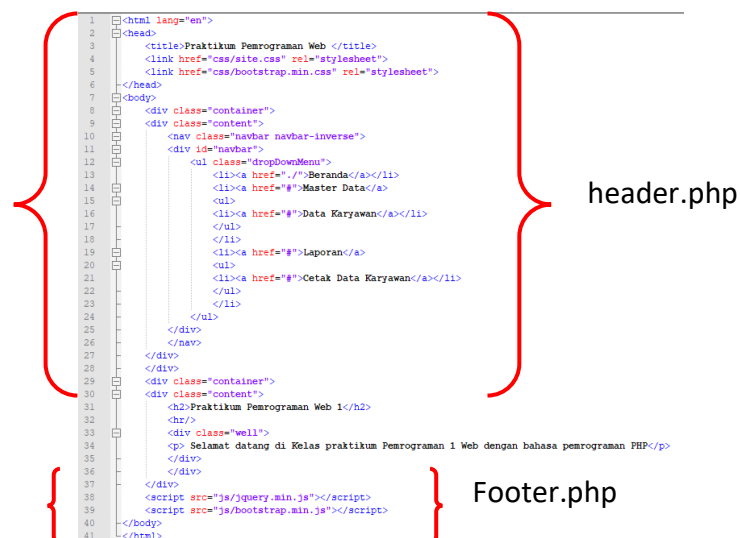 1 <html lang="en">
2 <head>
3 <title>Praktikum Pemrograman Web </title>
4 <link href="css/site.css" rel="stylesheet">
5 <link href="css/bootstrap.min.css" rel="stylesheet">
6 </head>
7 <body>
8 <div class="container">
9 <div class="content">
10 <nav class="navbar navbar-inverse">
11 <div id="navbar">
12 <ul class="dropDownMenu">
13 <li><a href="./">Beranda</a></li>
14 <li><a href="#">Master Data</a>
15 <ul>
16 <li><a href="#">Data Karyawan</a></li>
17 </ul>
18 </li>
19 <li><a href="#">Laporan</a>
20 <ul>
21 <li><a href="#">Cetak Data Karyawan</a></li>
22 </ul>
23 </li>
24 </ul>
25 </div>
26 </nav>
27 </div>
28 </div>
29 <div class="container">
30 <div class="content">
31 <h2>Praktikum Pemrograman Web 1</h2>
32 <hr/>
33 <div class="well">
34 <p> Selamat datang di Kelas praktikum Pemrograman 1 Web dengan bahasa pemrograman PHP</p>
35 </div>
36 </div>
37 </div>
38 <script src="js/jquery.min.js"></script>
39 <script src="js/bootstrap.min.js"></script>
40 </body>
41 </html>
header.php
Footer.php